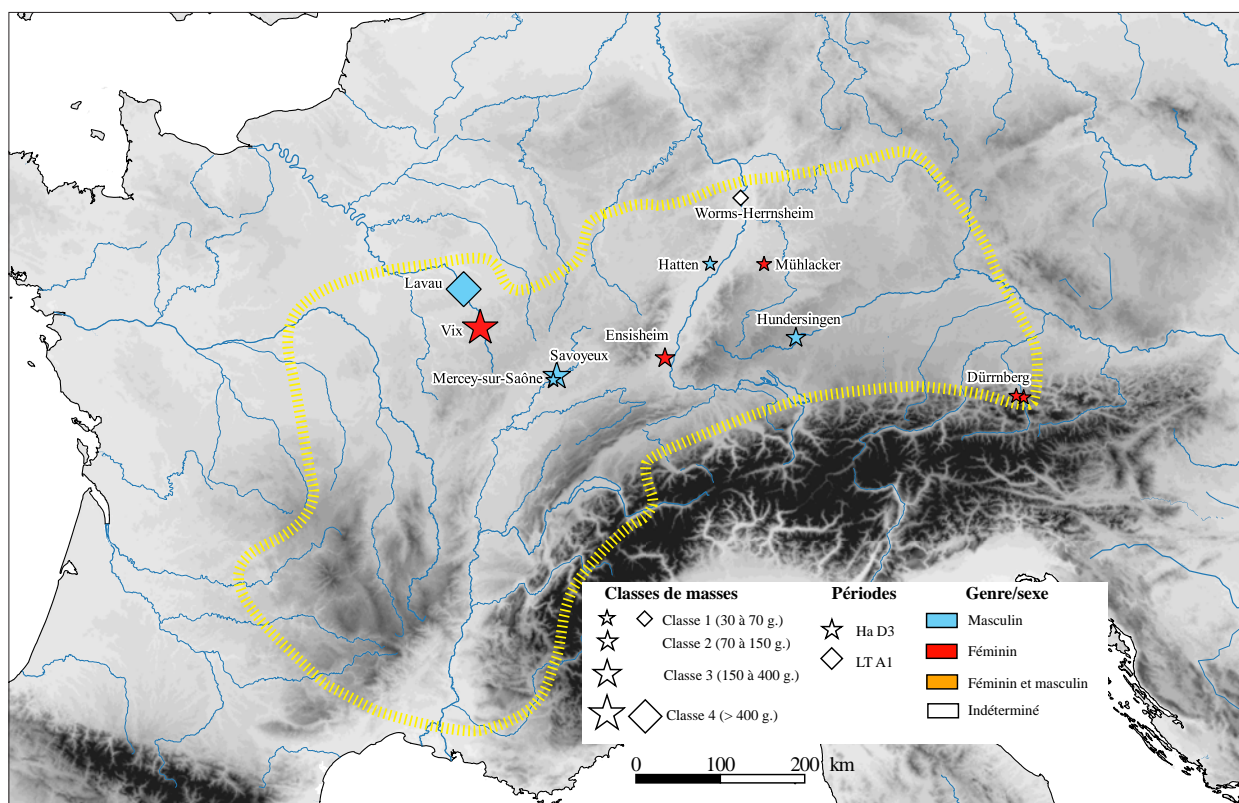 Worms-Herrnsheim
Hatten
Mühlacker
Lavau
Vix
Hundersingen
Ensisheim
Savoyeux
Mercey-sur-Saône
Dürrnberg
Classes de masses
Classe 1 (30 à 70 g.)
Classe 2 (70 à 150 g.)
Classe 3 (150 à 400 g.)
Classe 4 (> 400 g.)
Périodes
Ha D3
LT A1
Genre/sexe
Masculin
Féminin
Féminin et masculin
Indéterminé
0 100 200 km